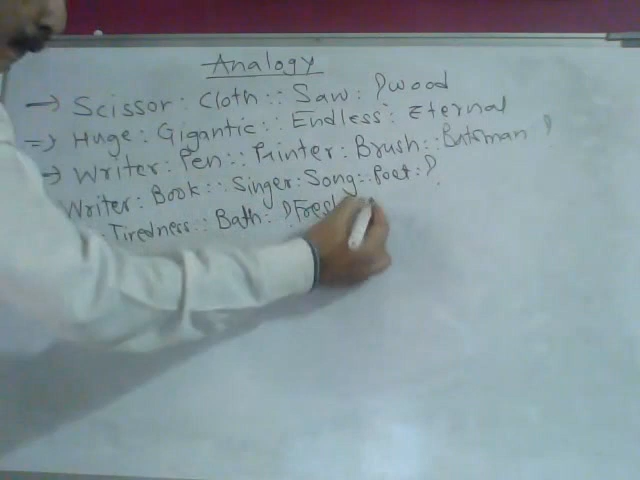 Analogy
→ Scissor : Cloth :: Saw : ? wood
⇒ Huge : Gigantic :: Endless : Eternal
→ Writer : Pen :: Printer : Brush :: Batsman ?
Writer : Book :: Singer : Song :: Poet : ?
Tiredness :: Bath : ?